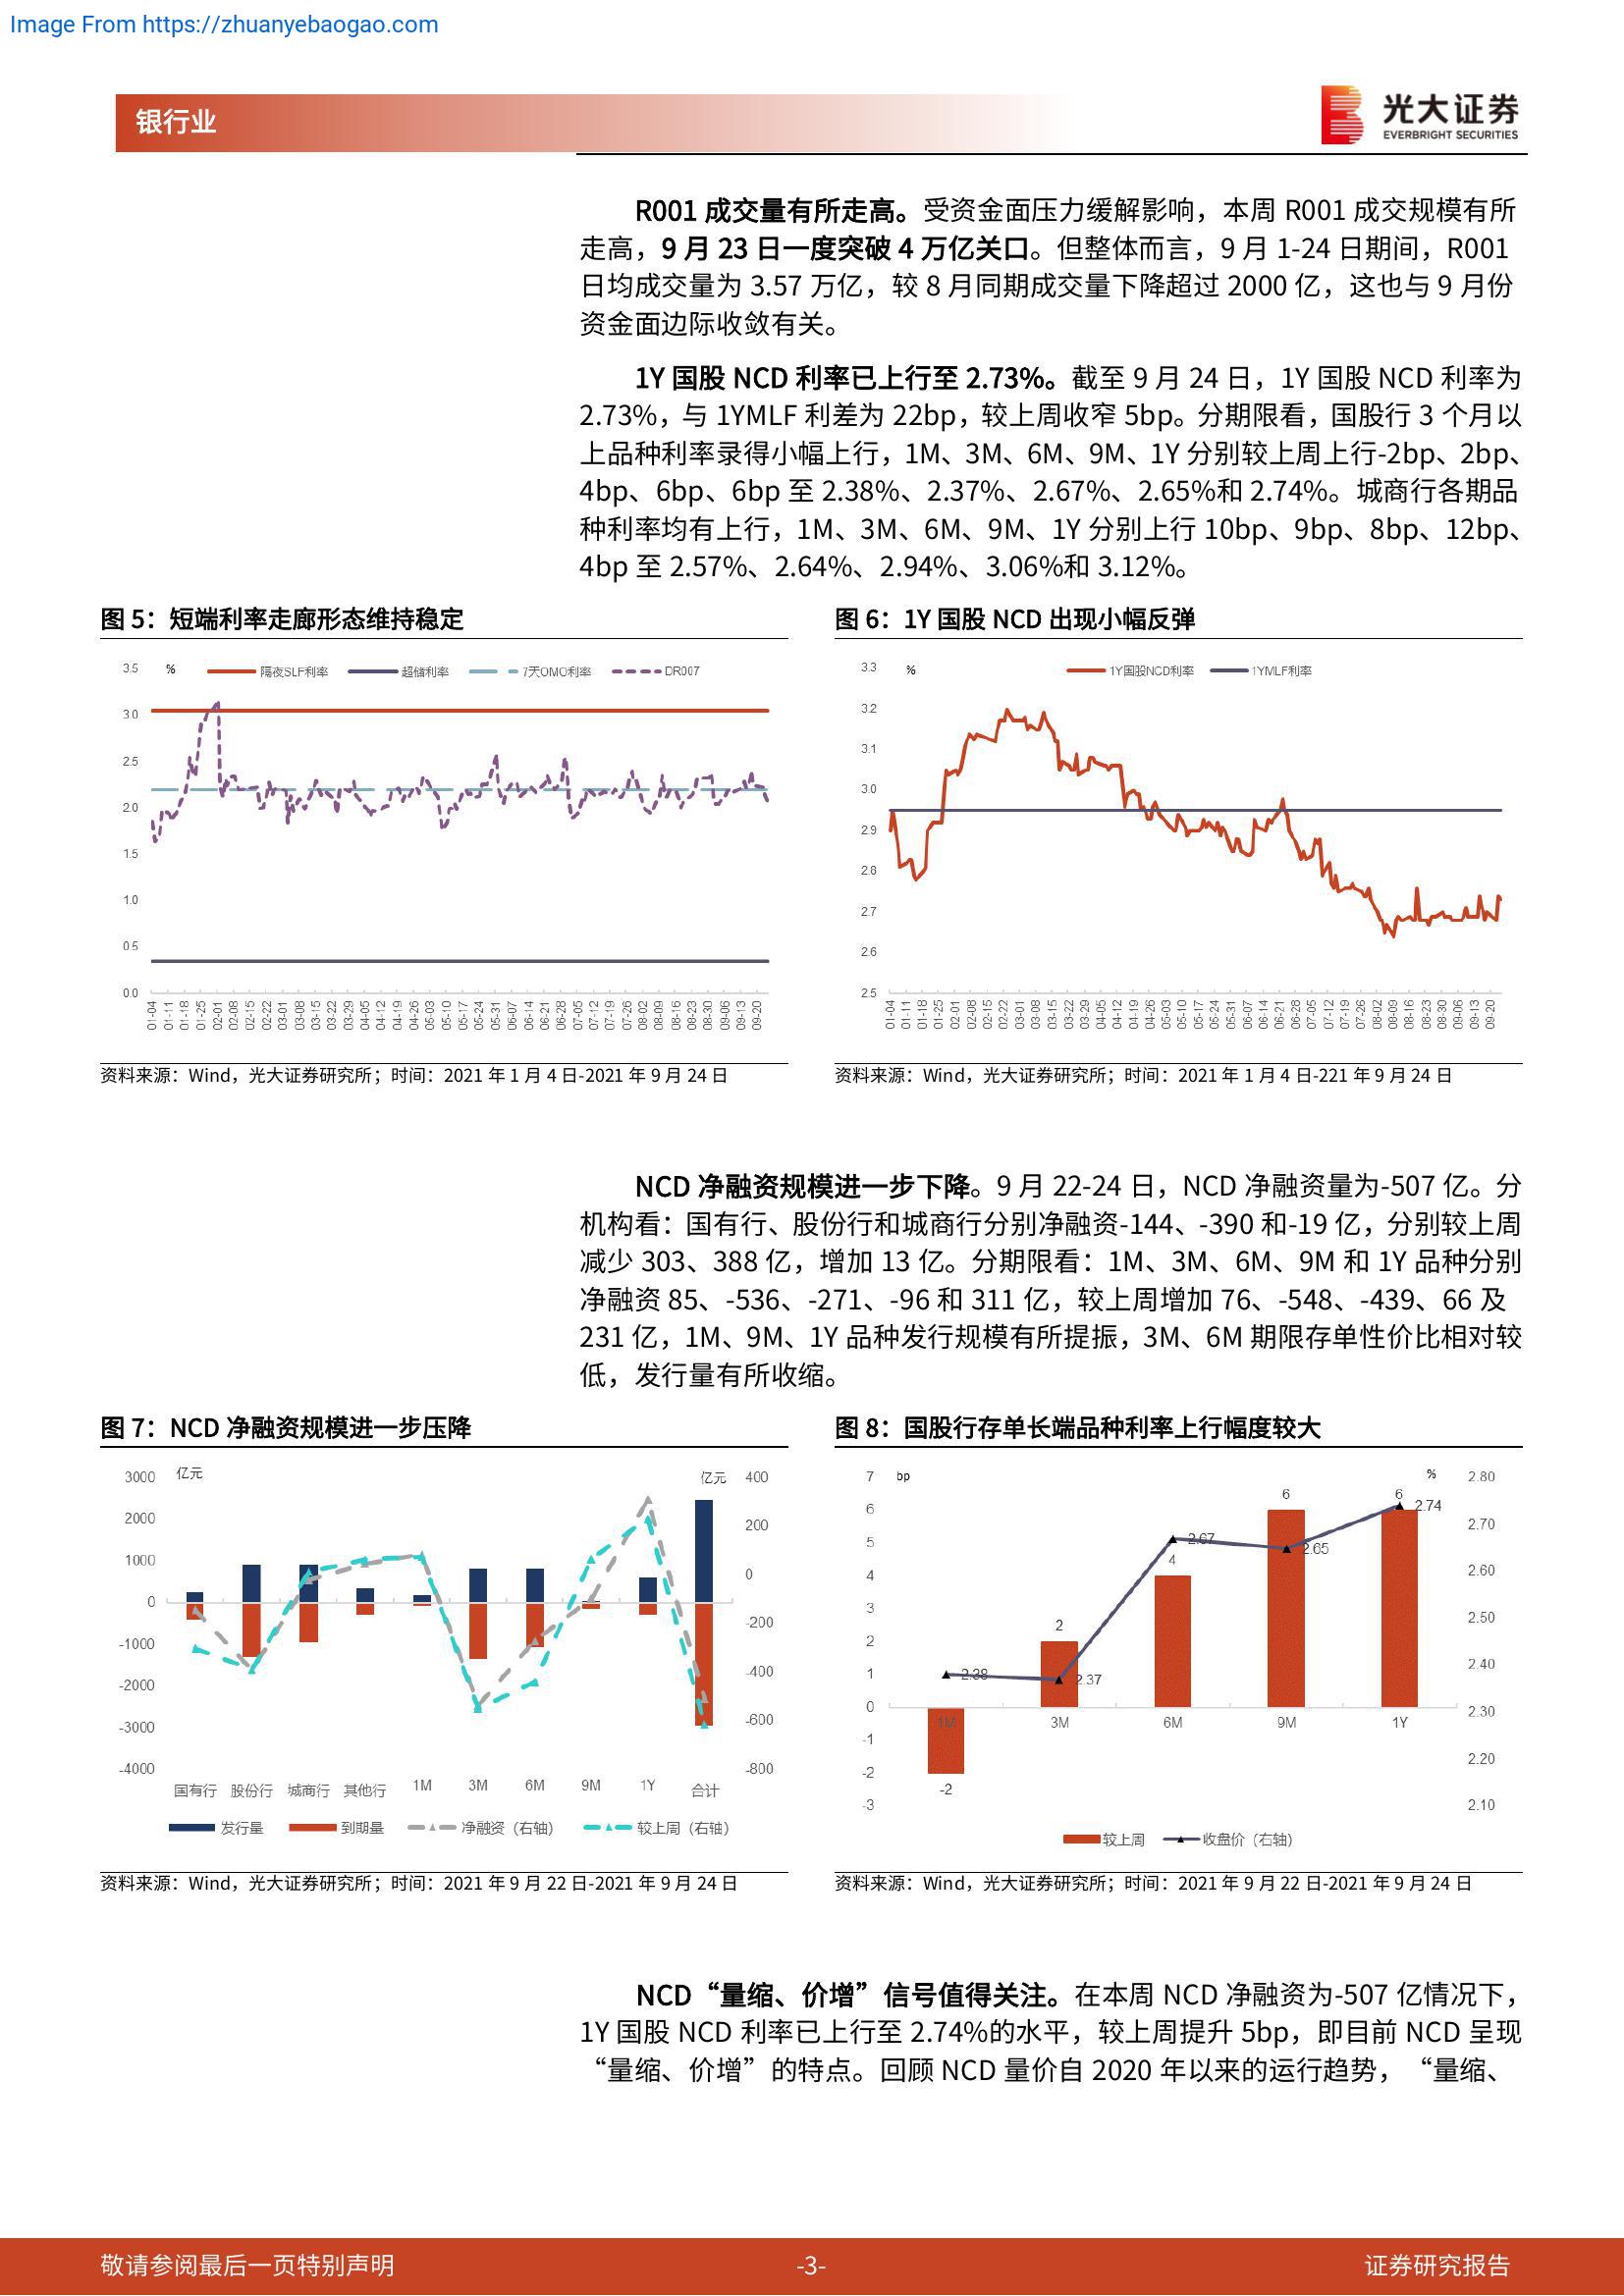 Image From https://zhuanyebaogao.com
银行业
光大证券
EVERBRIGHT SECURITIES
R001 成交量有所走高。受资金面压力缓解影响，本周 R001 成交规模有所
走高，9 月 23 日一度突破 4 万亿关口。但整体而言，9 月 1-24 日期间，R001
日均成交量为 3.57 万亿，较 8 月同期成交量下降超过 2000 亿，这也与 9 月份
资金面边际收敛有关。
1Y 国股 NCD 利率已上行至 2.73%。截至 9 月 24 日，1Y 国股 NCD 利率为
2.73%，与 1YMLF 利差为 22bp，较上周收窄 5bp。分期限看，国股行 3 个月以
上品种利率录得小幅上行，1M、3M、6M、9M、1Y 分别较上周上行-2bp、2bp、
4bp、6bp、6bp 至 2.38%、2.37%、2.67%、2.65%和 2.74%。城商行各期品
种利率均有上行，1M、3M、6M、9M、1Y 分别上行 10bp、9bp、8bp、12bp、
4bp 至 2.57%、2.64%、2.94%、3.06%和 3.12%。
图 5：短端利率走廊形态维持稳定
% 隔夜SLF利率 超储利率 7天OMO利率 DR007
3.5
3.0
2.5
2.0
1.5
1.0
0.5
0.0
01-04 01-11 01-18 01-25 02-01 02-08 02-15 02-22 03-01 03-08 03-15 03-22 03-29 04-05 04-12 04-19 04-26 05-03 05-10 05-17 05-24 05-31 06-07 06-14 06-21 06-28 07-05 07-12 07-19 07-26 08-02 08-09 08-16 08-23 08-30 09-06 09-13 09-20
资料来源：Wind，光大证券研究所；时间：2021 年 1 月 4 日-2021 年 9 月 24 日
图 6：1Y 国股 NCD 出现小幅反弹
% 1Y国股NCD利率 1YMLF利率
3.3
3.2
3.1
3.0
2.9
2.8
2.7
2.6
2.5
01-04 01-11 01-18 01-25 02-01 02-08 02-15 02-22 03-01 03-08 03-15 03-22 03-29 04-05 04-12 04-19 04-26 05-03 05-10 05-17 05-24 05-31 06-07 06-14 06-21 06-28 07-05 07-12 07-19 07-26 08-02 08-09 08-16 08-23 08-30 09-06 09-13 09-20
资料来源：Wind，光大证券研究所；时间：2021 年 1 月 4 日-221 年 9 月 24 日
NCD 净融资规模进一步下降。9 月 22-24 日，NCD 净融资量为-507 亿。分
机构看：国有行、股份行和城商行分别净融资-144、-390 和-19 亿，分别较上周
减少 303、388 亿，增加 13 亿。分期限看：1M、3M、6M、9M 和 1Y 品种分别
净融资 85、-536、-271、-96 和 311 亿，较上周增加 76、-548、-439、66 及
231 亿，1M、9M、1Y 品种发行规模有所提振，3M、6M 期限存单性价比相对较
低，发行量有所收缩。
图 7：NCD 净融资规模进一步压降
亿元 亿元
3000
2000
1000
0
-1000
-2000
-3000
-4000
400
200
0
-200
-400
-600
-800
国有行 股份行 城商行 其他行 1M 3M 6M 9M 1Y 合计
发行量 到期量 净融资（右轴） 较上周（右轴）
资料来源：Wind，光大证券研究所；时间：2021 年 9 月 22 日-2021 年 9 月 24 日
图 8：国股行存单长端品种利率上行幅度较大
bp %
7
6
5
4
3
2
1
0
-1
-2
-3
2.80
2.70
2.60
2.50
2.40
2.30
2.20
2.10
-2 2 4 6 6
2.38 2.37 2.67 2.65 2.74
1M 3M 6M 9M 1Y
较上周 收盘价（右轴）
资料来源：Wind，光大证券研究所；时间：2021 年 9 月 22 日-2021 年 9 月 24 日
NCD“量缩、价增”信号值得关注。在本周 NCD 净融资为-507 亿情况下，
1Y 国股 NCD 利率已上行至 2.74%的水平，较上周提升 5bp，即目前 NCD 呈现
“量缩、价增”的特点。回顾 NCD 量价自 2020 年以来的运行趋势，“量缩、
敬请参阅最后一页特别声明
-3-
证券研究报告